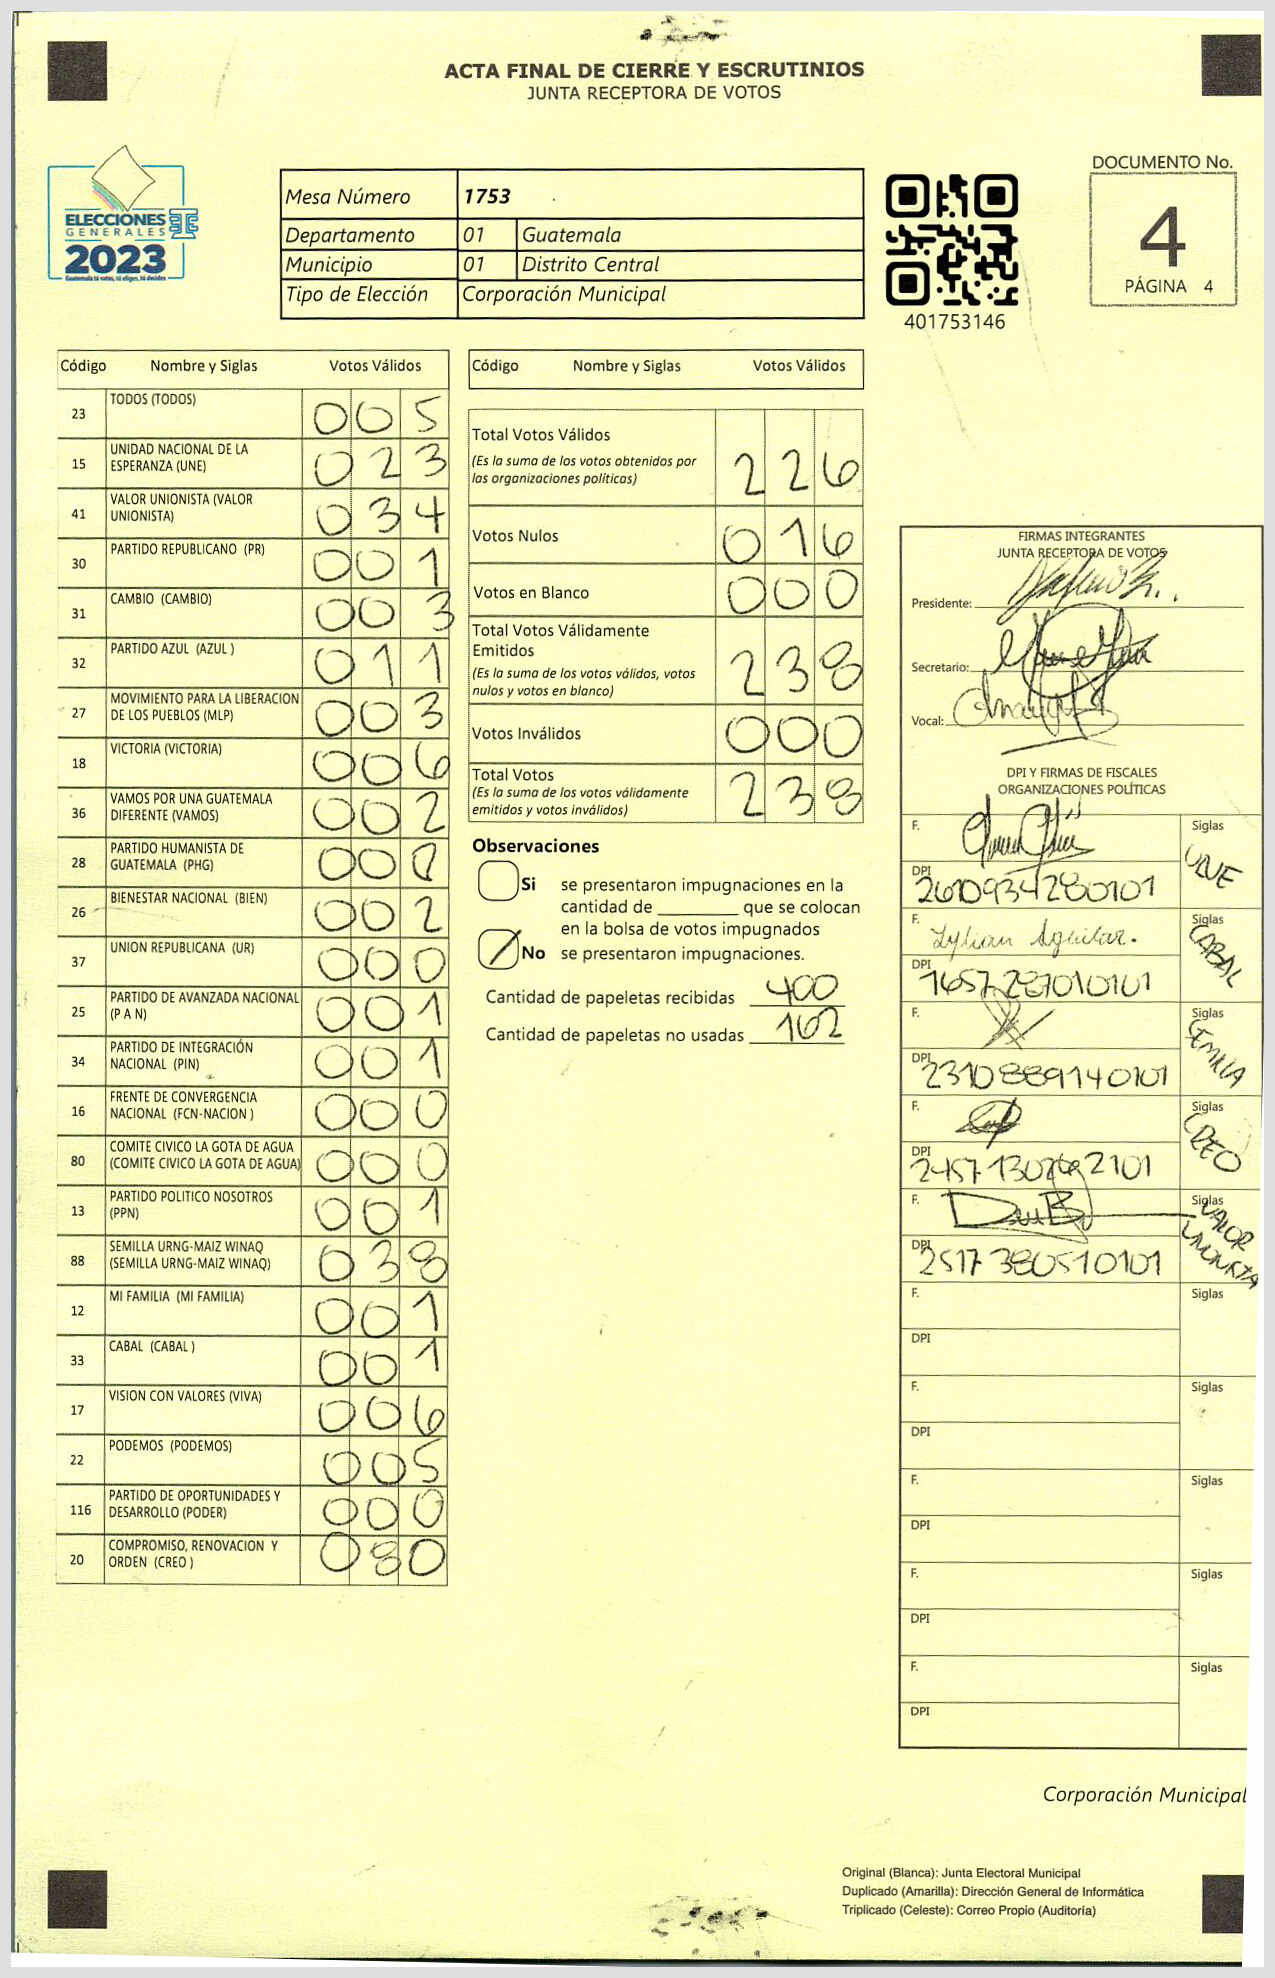 ACTA FINAL DE CIERRE Y ESCRUTINIOS
JUNTA RECEPTORA DE VOTOS
ELECCIONES
GENERALES
2023
Guatemala tú votas, tú eliges, tú decides
Mesa Número 1753
Departamento 01 Guatemala
Municipio 01 Distrito Central
Tipo de Elección Corporación Municipal
401753146
DOCUMENTO No.
4
PÁGINA 4
Código Nombre y Siglas Votos Válidos
23 TODOS (TODOS) 005
15 UNIDAD NACIONAL DE LA
ESPERANZA (UNE) 023
41 VALOR UNIONISTA (VALOR
UNIONISTA) 034
30 PARTIDO REPUBLICANO (PR) 001
31 CAMBIO (CAMBIO) 003
32 PARTIDO AZUL (AZUL ) 011
27 MOVIMIENTO PARA LA LIBERACION
DE LOS PUEBLOS (MLP) 003
18 VICTORIA (VICTORIA) 006
36 VAMOS POR UNA GUATEMALA
DIFERENTE (VAMOS) 002
28 PARTIDO HUMANISTA DE
GUATEMALA (PHG) 00
26 BIENESTAR NACIONAL (BIEN) 002
37 UNION REPUBLICANA (UR) 000
25 PARTIDO DE AVANZADA NACIONAL
(P A N) 001
34 PARTIDO DE INTEGRACIÓN
NACIONAL (PIN) 001
16 FRENTE DE CONVERGENCIA
NACIONAL (FCN-NACION ) 000
80 COMITE CIVICO LA GOTA DE AGUA
(COMITE CIVICO LA GOTA DE AGUA) 000
13 PARTIDO POLITICO NOSOTROS
(PPN) 001
88 SEMILLA URNG-MAIZ WINAQ
(SEMILLA URNG-MAIZ WINAQ) 038
12 MI FAMILIA (MI FAMILIA) 001
33 CABAL (CABAL ) 001
17 VISION CON VALORES (VIVA) 006
22 PODEMOS (PODEMOS) 005
116 PARTIDO DE OPORTUNIDADES Y
DESARROLLO (PODER) 000
20 COMPROMISO, RENOVACION Y
ORDEN (CREO ) 080
Código Nombre y Siglas Votos Válidos
Total Votos Válidos
(Es la suma de los votos obtenidos por
las organizaciones políticas) 226
Votos Nulos 016
Votos en Blanco 000
Total Votos Válidamente
Emitidos
(Es la suma de los votos válidos, votos
nulos y votos en blanco) 238
Votos Inválidos 000
Total Votos
(Es la suma de los votos válidamente
emitidos y votos inválidos) 238
Observaciones
Si se presentaron impugnaciones en la
cantidad de ________ que se colocan
en la bolsa de votos impugnados
No se presentaron impugnaciones.
Cantidad de papeletas recibidas 400
Cantidad de papeletas no usadas 162
FIRMAS INTEGRANTES
JUNTA RECEPTORA DE VOTOS
Presidente:
Secretario:
Vocal:
DPI Y FIRMAS DE FISCALES
ORGANIZACIONES POLÍTICAS
F. Siglas UNE
DPI 2610934280101
F. Lylian Aguilar. Siglas CABAL
DPI 1657287010101
F. Siglas SEMILLA
DPI 2310889140101
F. Siglas CREO
DPI
F. Siglas VALOR UNIONISTA
DPI 2517380510101
F. Siglas
DPI
F. Siglas
DPI
F. Siglas
DPI
F. Siglas
DPI
F. Siglas
DPI
Corporación Municipal
Original (Blanca): Junta Electoral Municipal
Duplicado (Amarilla): Dirección General de Informática
Triplicado (Celeste): Correo Propio (Auditoría)